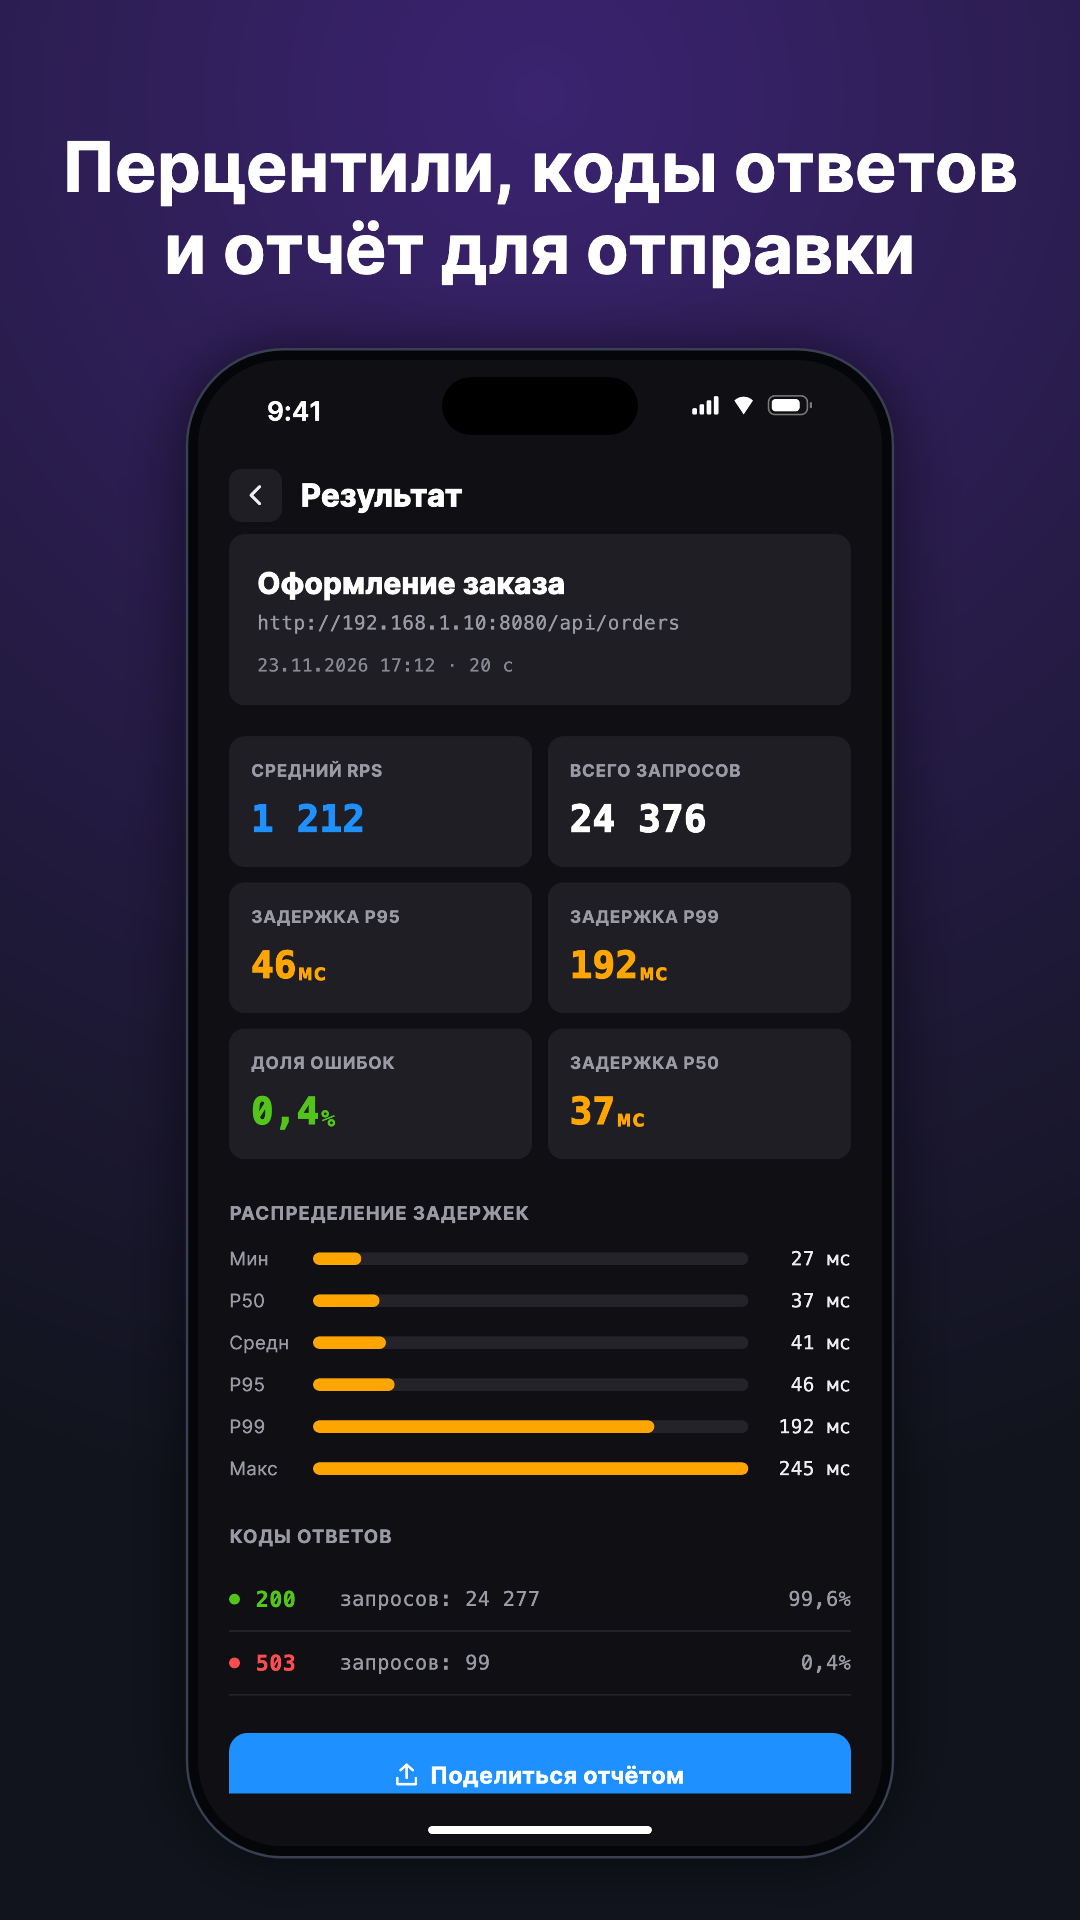 Перцентили, коды ответов
и отчёт для отправки
9:41
Результат
Оформление заказа
http://192.168.1.10:8080/api/orders
23.11.2026 17:12 · 20 с
СРЕДНИЙ RPS
1 212
ВСЕГО ЗАПРОСОВ
24 376
ЗАДЕРЖКА P95
46мс
ЗАДЕРЖКА P99
192мс
ДОЛЯ ОШИБОК
0,4%
ЗАДЕРЖКА P50
37мс
РАСПРЕДЕЛЕНИЕ ЗАДЕРЖЕК
Мин 27 мс
P50 37 мс
Средн 41 мс
P95 46 мс
P99 192 мс
Макс 245 мс
КОДЫ ОТВЕТОВ
200 запросов: 24 277 99,6%
503 запросов: 99 0,4%
Поделиться отчётом